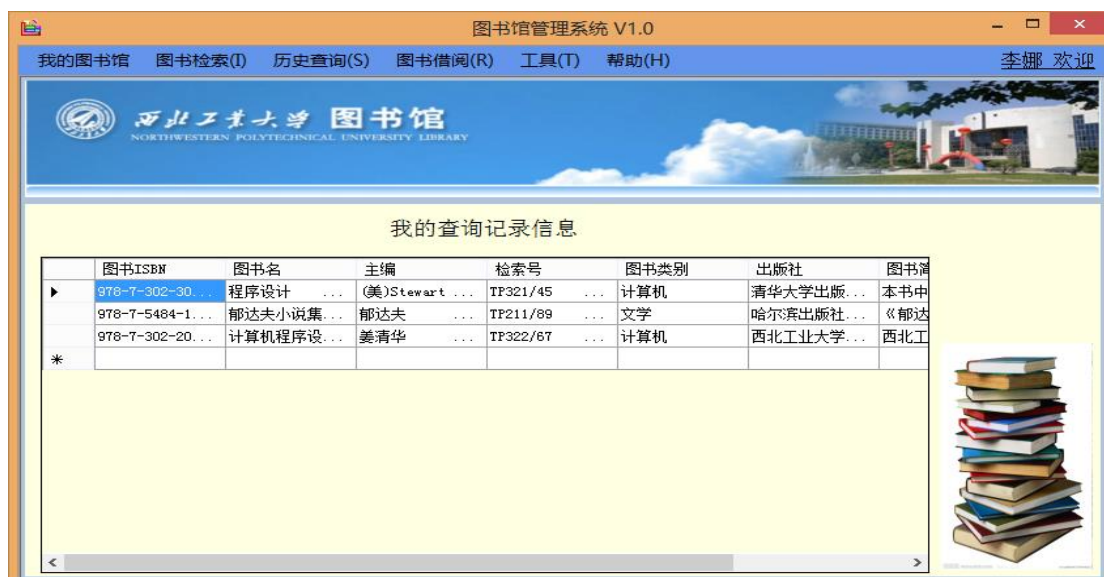 图书馆管理系统 V1.0
我的图书馆 图书检索(I) 历史查询(S) 图书借阅(R) 工具(T) 帮助(H) 李娜 欢迎
西北工业大学 图书馆
NORTHWESTERN POLYTECHNICAL UNIVERSITY LIBRARY
我的查询记录信息
图书ISBN 图书名 主编 检索号 图书类别 出版社 图书简
978-7-302-30... 程序设计 ... (美)Stewart ... TP321/45 ... 计算机 清华大学出版... 本书中
978-7-5484-1... 郁达夫小说集... 郁达夫 ... TP211/89 ... 文学 哈尔滨出版社... 《郁达
978-7-302-20... 计算机程序设... 姜清华 ... TP322/67 ... 计算机 西北工业大学... 西北工